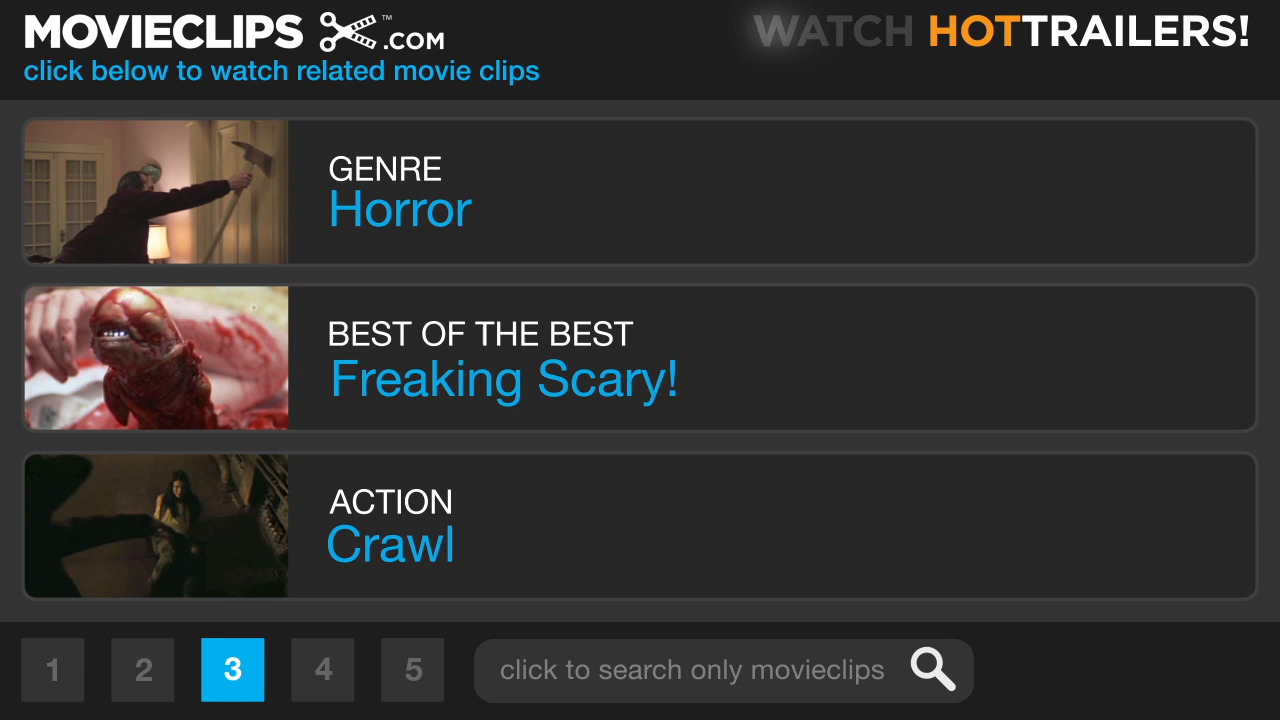 MOVIECLIPS ™ .COM
WATCH HOTTRAILERS!
click below to watch related movie clips
GENRE
Horror
BEST OF THE BEST
Freaking Scary!
ACTION
Crawl
1 2 3 4 5 click to search only movieclips